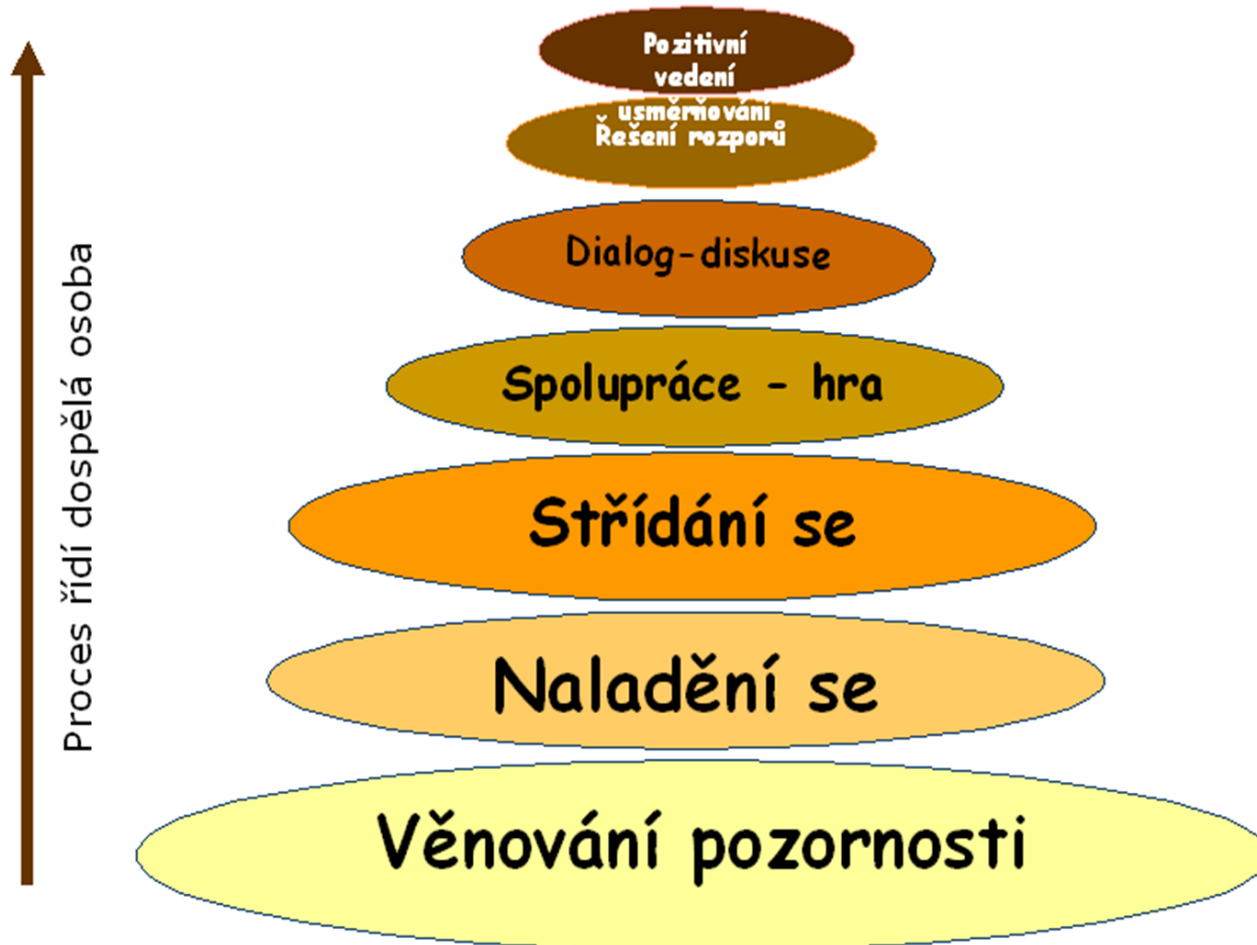 Pozitivní
vedení
usměrňování
Řešení rozporů
Dialog-diskuse
Spolupráce - hra
Střídání se
Naladění se
Věnování pozornosti
Proces řídí dospělá osoba